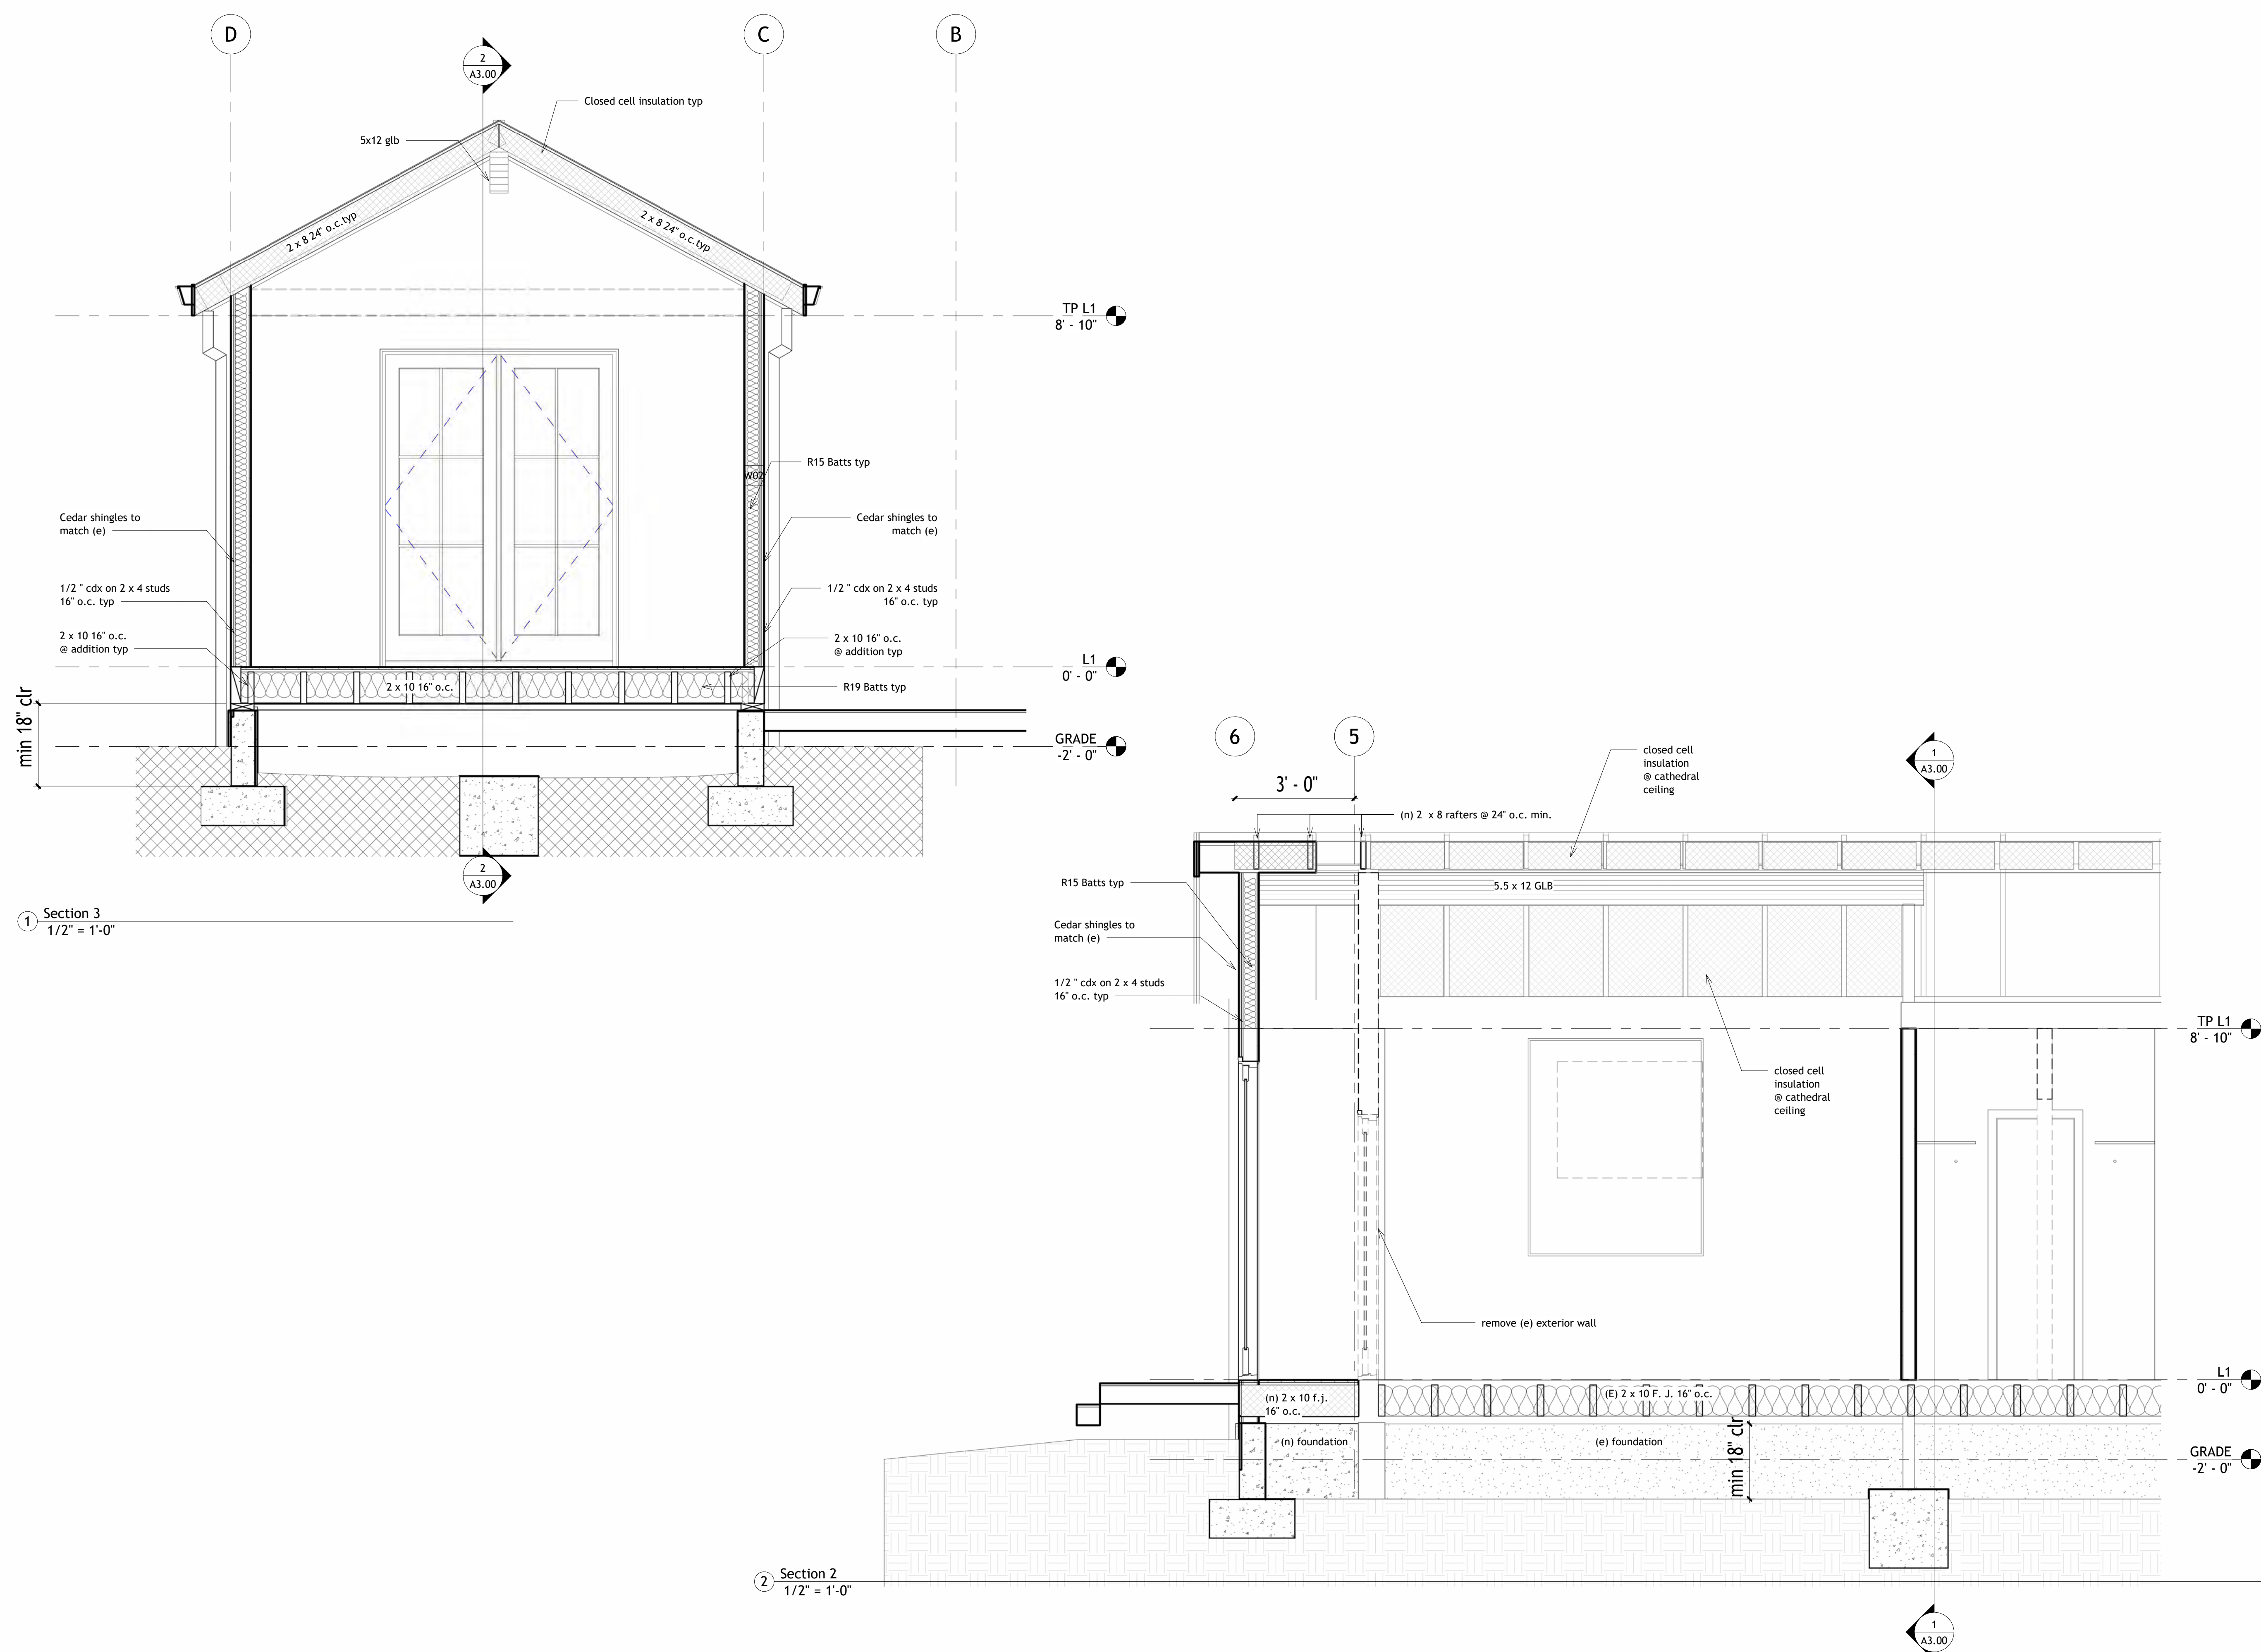 D
C
B
2
A3.00
Closed cell insulation typ
5x12 glb
2 x 8 24" o.c.typ
2 x 8 24" o.c.typ
TP L1
8' - 10"
R15 Batts typ
W02
Cedar shingles to
match (e)
Cedar shingles to
match (e)
1/2 " cdx on 2 x 4 studs
16" o.c. typ
1/2 " cdx on 2 x 4 studs
16" o.c. typ
2 x 10 16" o.c.
@ addition typ
2 x 10 16" o.c.
@ addition typ
L1
0' - 0"
2 x 10 16" o.c.
R19 Batts typ
min 18" clr
GRADE
-2' - 0"
2
A3.00
1
Section 3
1/2" = 1'-0"
6
5
1
A3.00
3' - 0"
closed cell
insulation
@ cathedral
ceiling
(n) 2  x 8 rafters @ 24" o.c. min.
R15 Batts typ
5.5 x 12 GLB
Cedar shingles to
match (e)
1/2 " cdx on 2 x 4 studs
16" o.c. typ
TP L1
8' - 10"
closed cell
insulation
@ cathedral
ceiling
remove (e) exterior wall
L1
0' - 0"
(n) 2 x 10 f.j.
16" o.c.
(E) 2 x 10 F. J. 16" o.c.
(n) foundation
(e) foundation
min 18" clr
GRADE
-2' - 0"
2
Section 2
1/2" = 1'-0"
1
A3.00